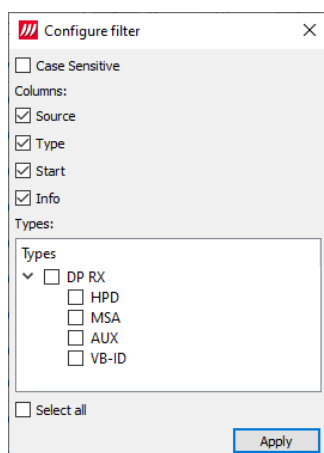 Configure filter
Case Sensitive
Columns:
Source
Type
Start
Info
Types:
Types
DP RX
HPD
MSA
AUX
VB-ID
Select all
Apply